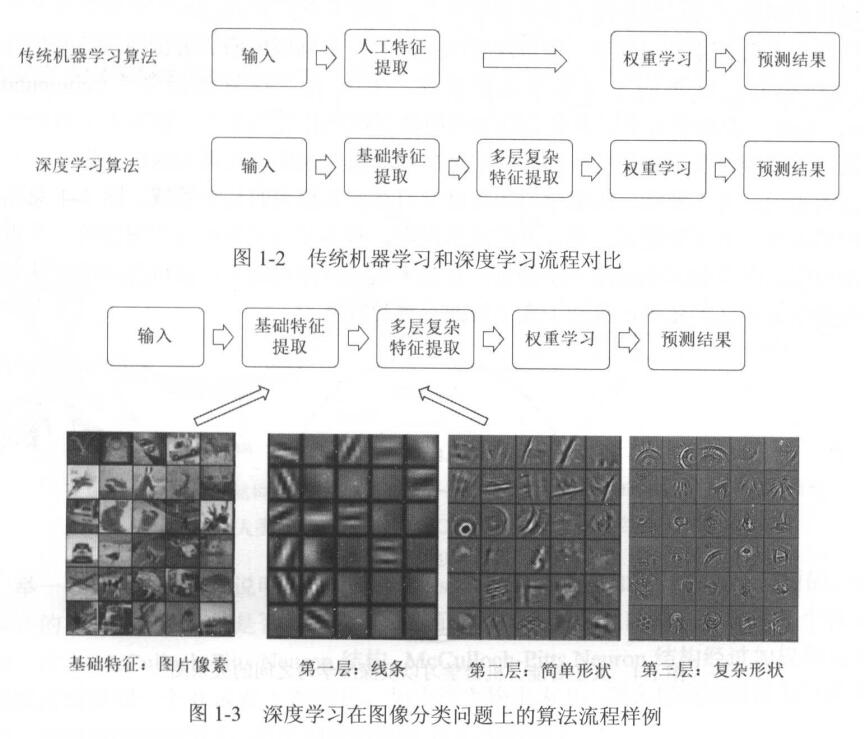 传统机器学习算法
输入
人工特征
提取
权重学习
预测结果
深度学习算法
输入
基础特征
提取
多层复杂
特征提取
权重学习
预测结果
图 1-2 传统机器学习和深度学习流程对比
输入
基础特征
提取
多层复杂
特征提取
权重学习
预测结果
基础特征：图片像素
第一层：线条
第二层：简单形状
第三层：复杂形状
图 1-3 深度学习在图像分类问题上的算法流程样例